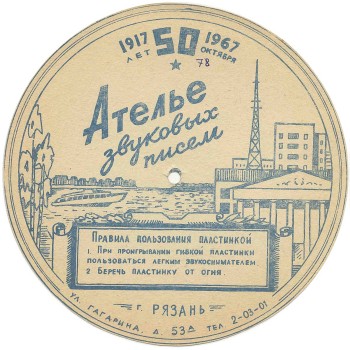 1917 50 1967
ЛЕТ ОКТЯБРЯ
78
Ателье
звуковых
писем
Правила пользования пластинкой
1. При проигрывании гибкой пластинки
пользоваться легким звукоснимателем
2 Беречь пластинку от огня
г. РЯЗАНЬ
ул. ГАГАРИНА, д. 53А ТЕЛ 2-03-01